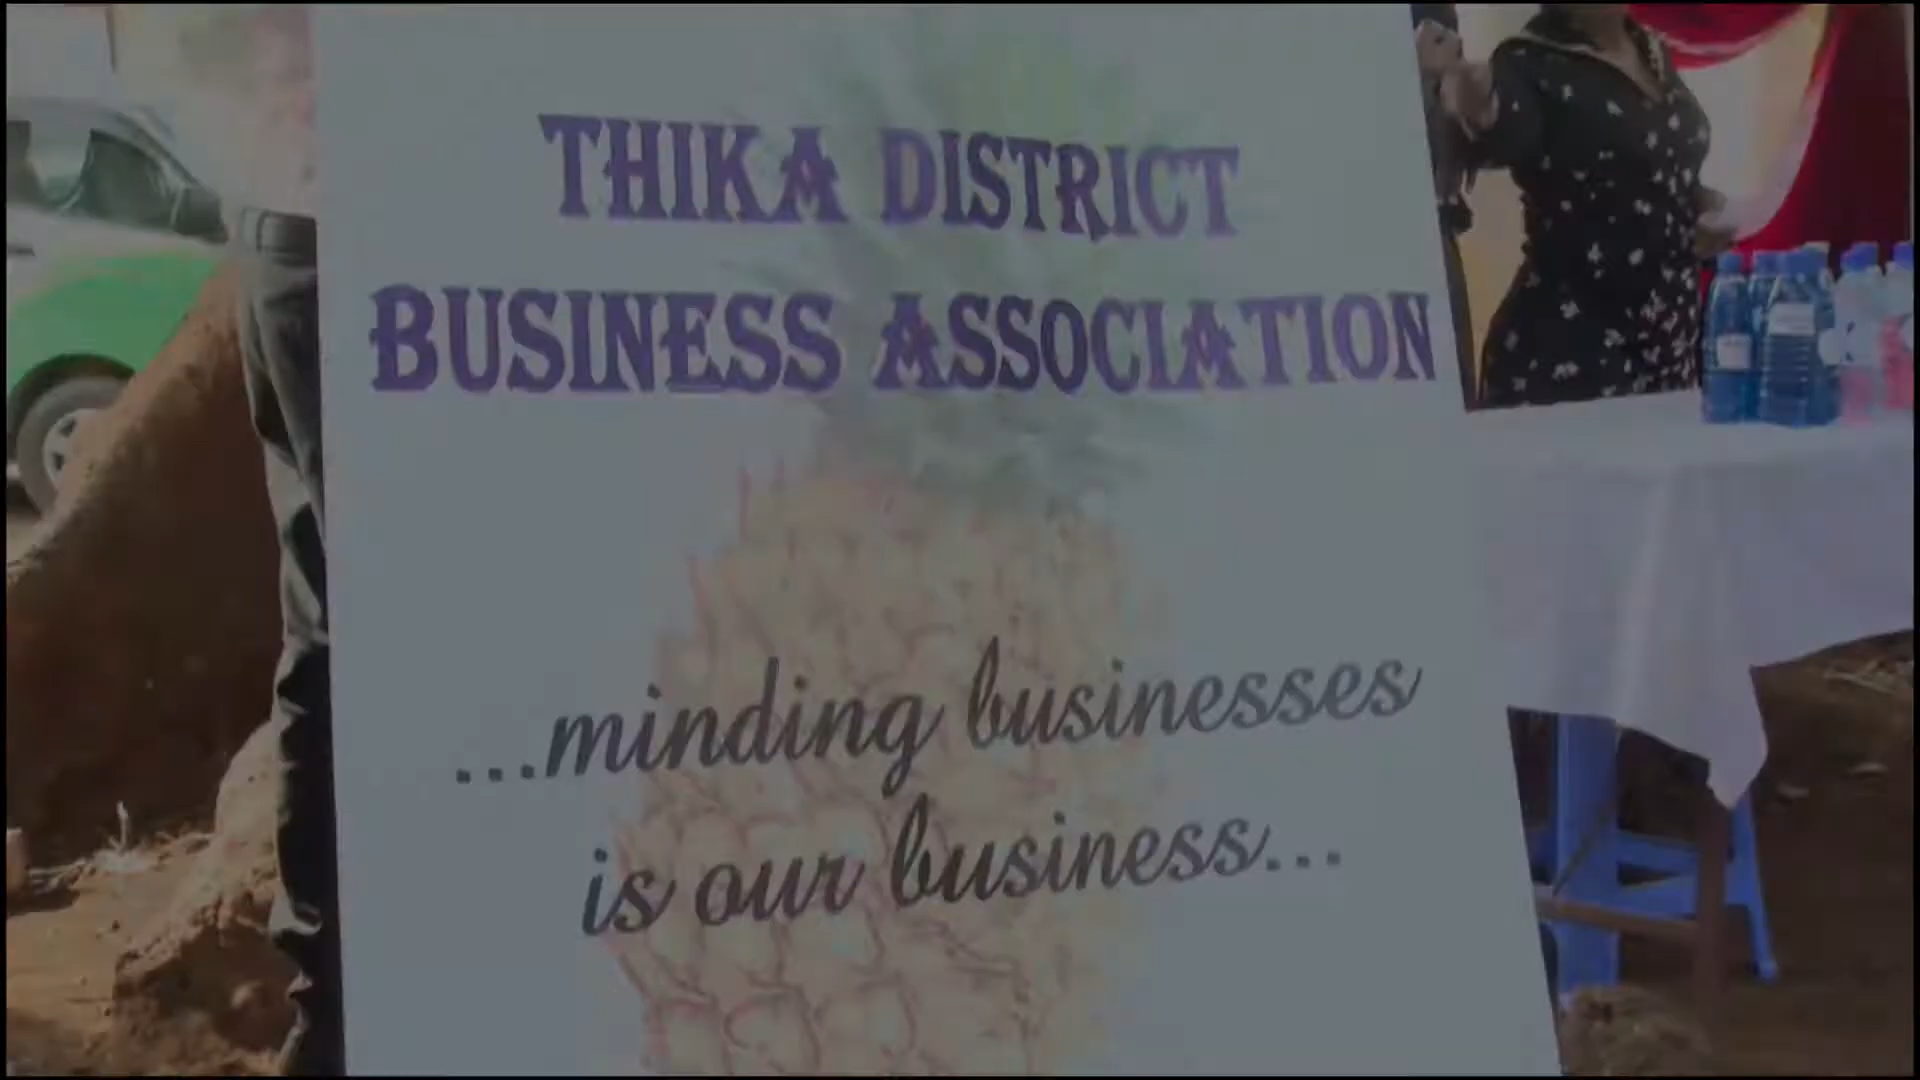 THIKA DISTRICT
BUSINESS ASSOCIATION
...minding businesses
is our business...